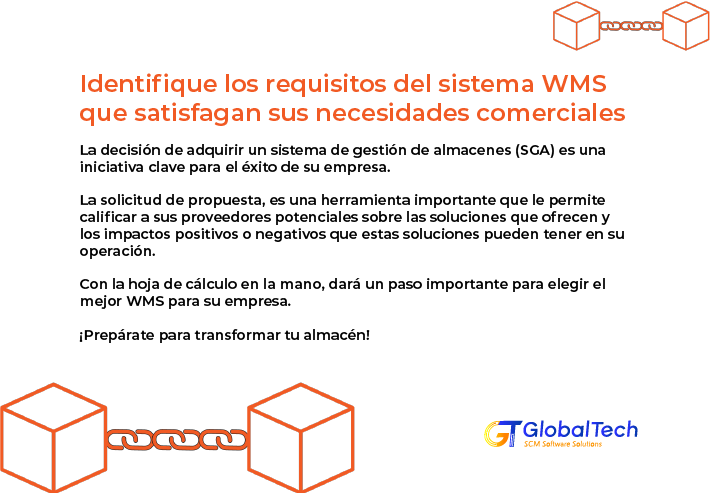 Identifique los requisitos del sistema WMS
que satisfagan sus necesidades comerciales
La decisión de adquirir un sistema de gestión de almacenes (SGA) es una
iniciativa clave para el éxito de su empresa.
La solicitud de propuesta, es una herramienta importante que le permite
calificar a sus proveedores potenciales sobre las soluciones que ofrecen y
los impactos positivos o negativos que estas soluciones pueden tener en su
operación.
Con la hoja de cálculo en la mano, dará un paso importante para elegir el
mejor WMS para su empresa.
¡Prepárate para transformar tu almacén!
GT GlobalTech
SCM Software Solutions